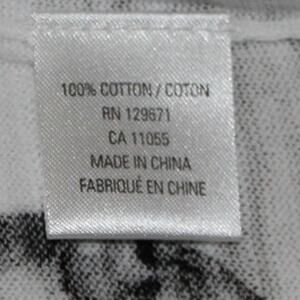 100% COTTON / COTON
RN 129671
CA 11055
MADE IN CHINA
FABRIQUÉ EN CHINE